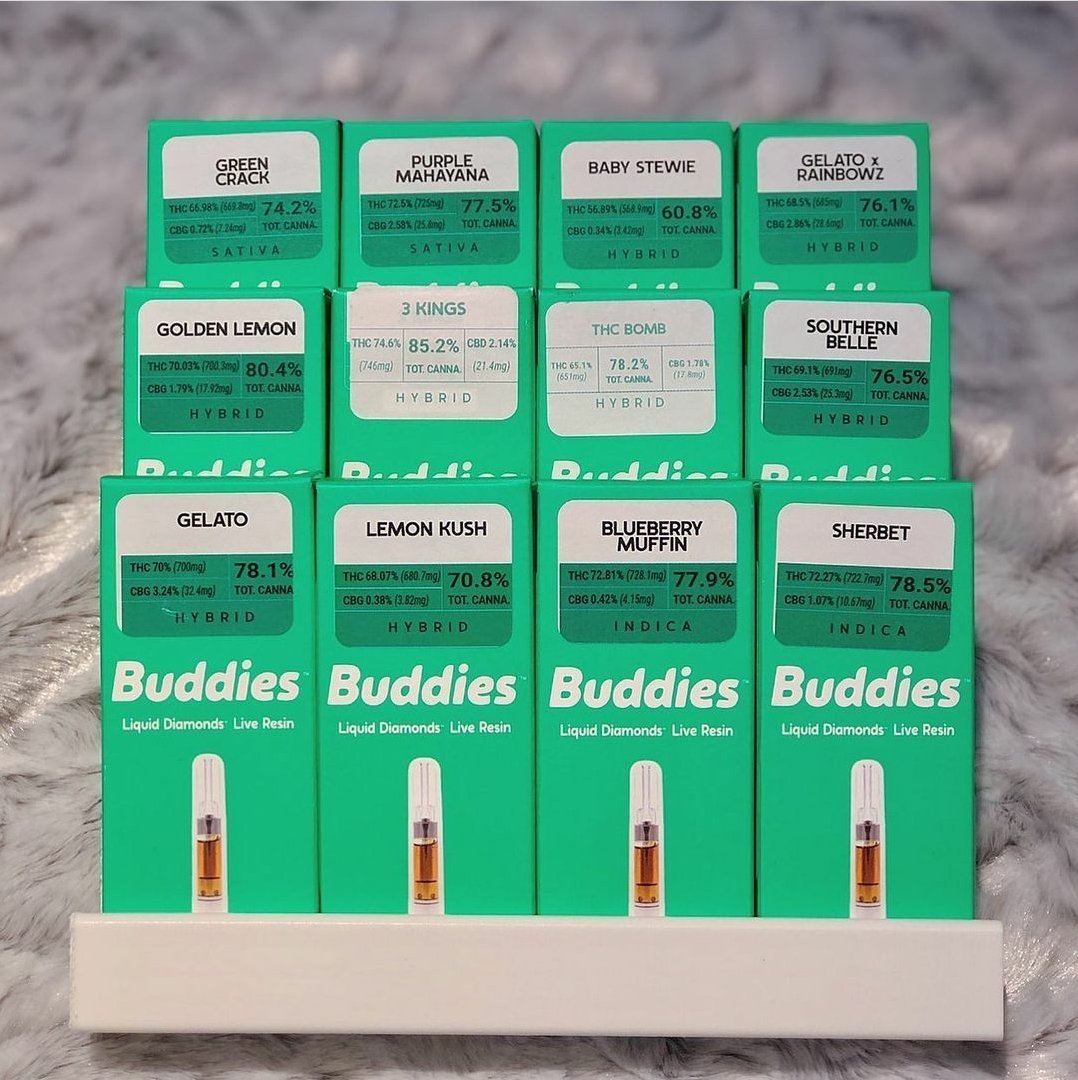 GREEN
CRACK
THC 66.98% (669.8mg) 74.2%
CBG 0.72% (7.24mg) TOT. CANNA.
SATIVA
PURPLE
MAHAYANA
THC 72.5% (725mg) 77.5%
CBG 2.58% (25.8mg) TOT. CANNA.
SATIVA
BABY STEWIE
THC 56.89% (568.9mg) 60.8%
CBG 0.34% (3.42mg) TOT. CANNA.
HYBRID
GELATO x
RAINBOWZ
THC 68.5% (685mg) 76.1%
CBG 2.86% (28.6mg) TOT. CANNA.
HYBRID
GOLDEN LEMON
THC 70.03% (700.3mg) 80.4%
CBG 1.79% (17.92mg) TOT. CANNA.
HYBRID
Buddies
3 KINGS
THC 74.6% 85.2% CBD 2.14%
(746mg) TOT. CANNA. (21.4mg)
HYBRID
Buddies
THC BOMB
THC 65.1% 78.2% CBG 1.78%
(651mg) TOT. CANNA. (17.8mg)
HYBRID
Buddies™
SOUTHERN
BELLE
THC 69.1% (691mg) 76.5%
CBG 2.53% (25.3mg) TOT. CANNA.
HYBRID
Buddies™
GELATO
THC 70% (700mg) 78.1%
CBG 3.24% (32.4mg) TOT. CANNA.
HYBRID
Buddies™
Liquid Diamonds™ Live Resin
LEMON KUSH
THC 68.07% (680.7mg) 70.8%
CBG 0.38% (3.82mg) TOT. CANNA.
HYBRID
Buddies™
Liquid Diamonds™ Live Resin
BLUEBERRY
MUFFIN
THC 72.81% (728.1mg) 77.9%
CBG 0.42% (4.15mg) TOT. CANNA.
INDICA
Buddies™
Liquid Diamonds™ Live Resin
SHERBET
THC 72.27% (722.7mg) 78.5%
CBG 1.07% (10.67mg) TOT. CANNA.
INDICA
Buddies™
Liquid Diamonds™ Live Resin